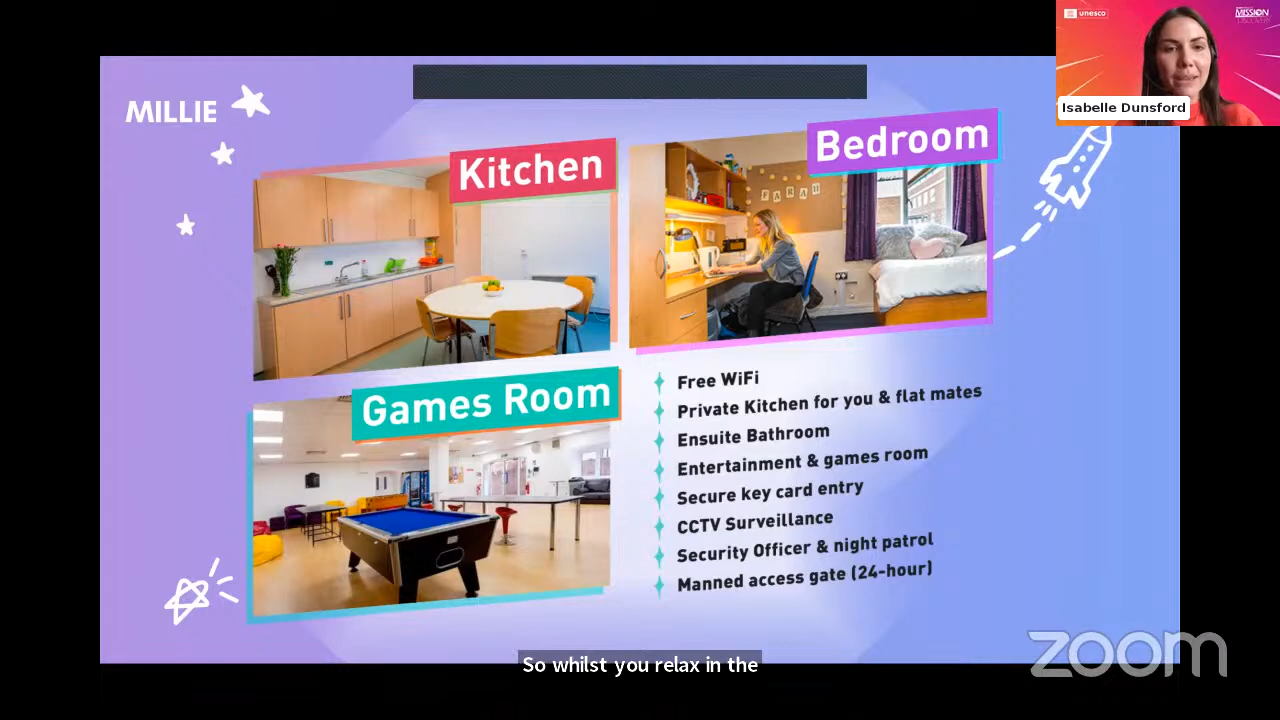 unesco
MISSION
DISCOVERY
Isabelle Dunsford
MILLIE
Kitchen
Bedroom
FARAH
Games Room
Free WiFi
Private Kitchen for you & flat mates
Ensuite Bathroom
Entertainment & games room
Secure key card entry
CCTV Surveillance
Security Officer & night patrol
Manned access gate (24-hour)
So whilst you relax in the
zoom